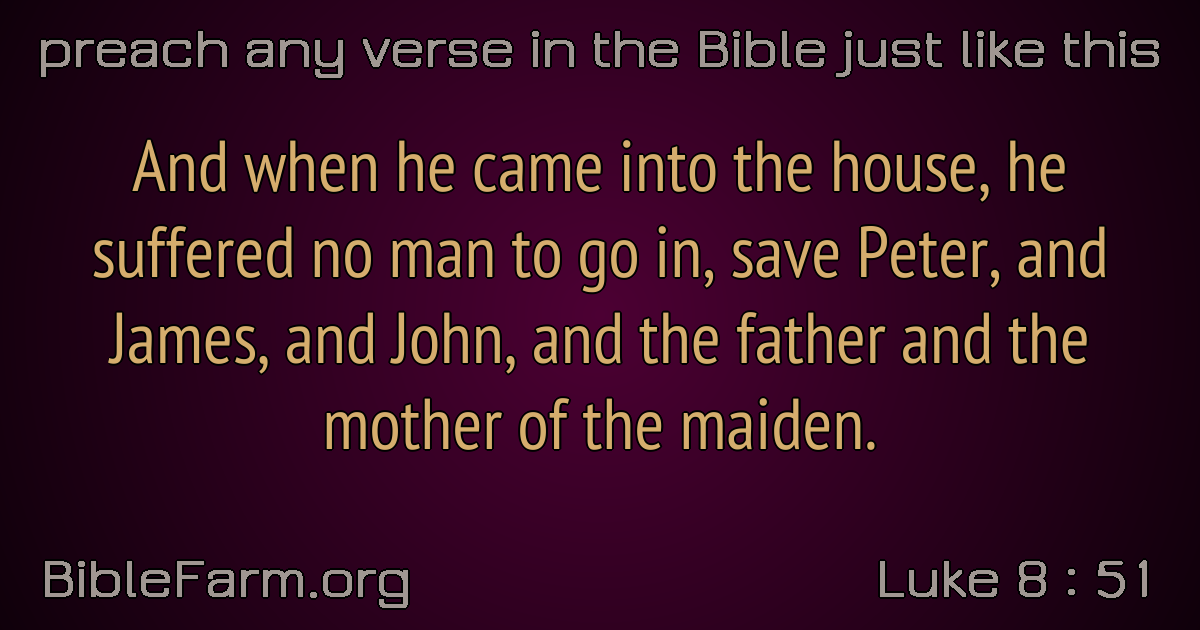 preach any verse in the Bible just like this
And when he came into the house, he
suffered no man to go in, save Peter, and
James, and John, and the father and the
mother of the maiden.
BibleFarm.org
Luke 8 : 51